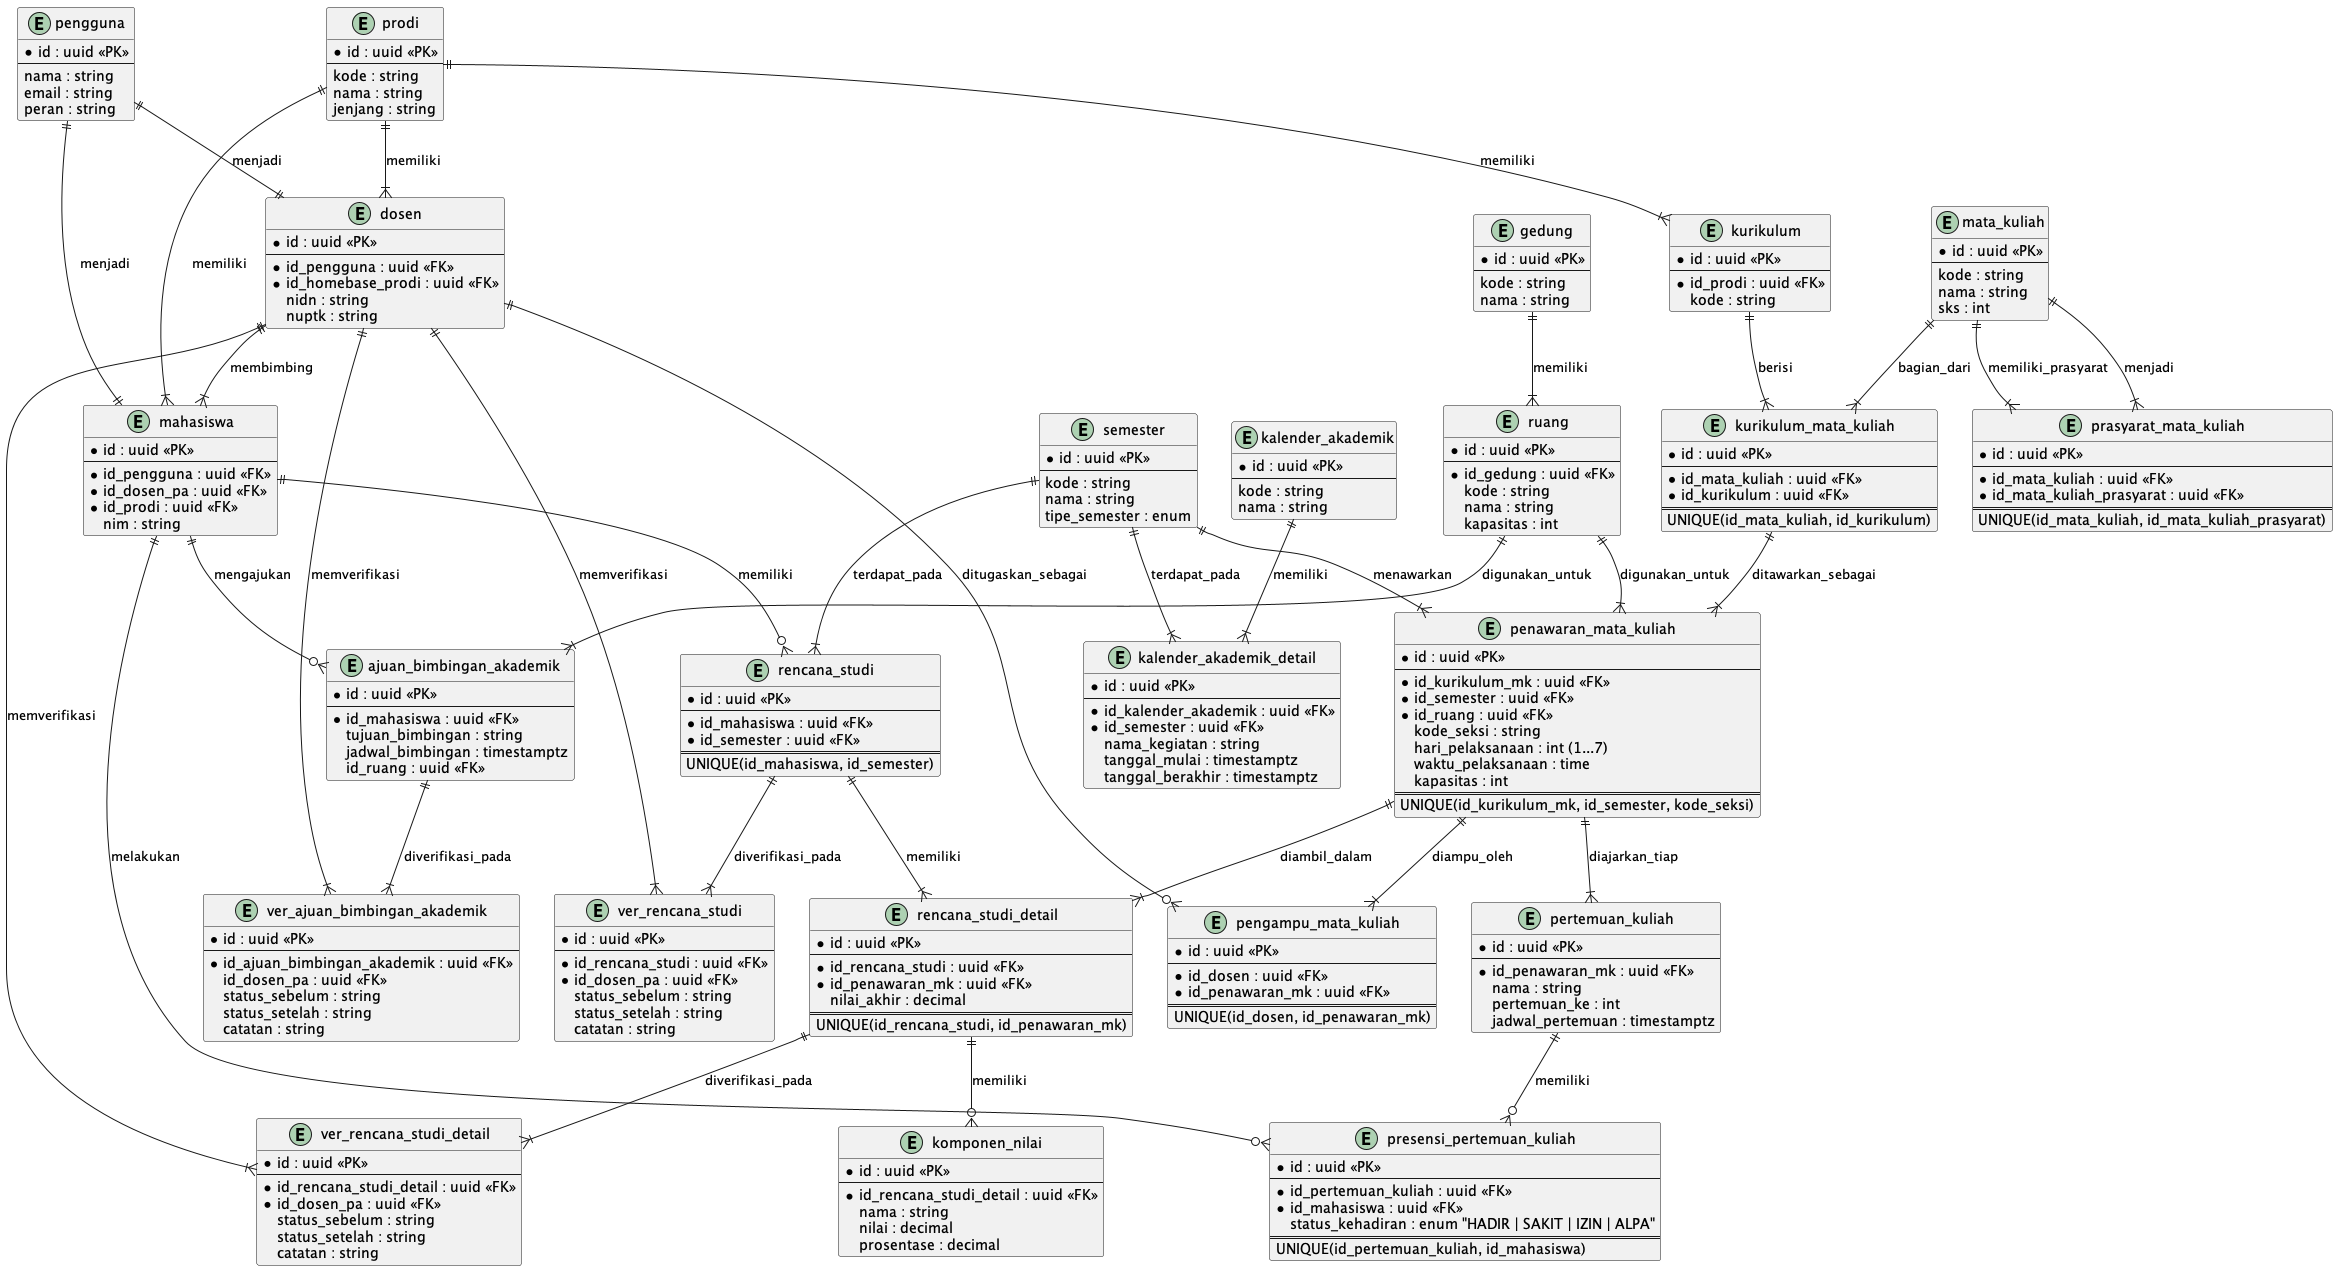 E pengguna
* id : uuid «PK»
nama : string
email : string
peran : string
E prodi
* id : uuid «PK»
kode : string
nama : string
jenjang : string
menjadi
memiliki
memiliki
E dosen
* id : uuid «PK»
* id_pengguna : uuid «FK»
* id_homebase_prodi : uuid «FK»
nidn : string
nuptk : string
E gedung
* id : uuid «PK»
kode : string
nama : string
E kurikulum
* id : uuid «PK»
* id_prodi : uuid «FK»
kode : string
E mata_kuliah
* id : uuid «PK»
kode : string
nama : string
sks : int
menjadi
memiliki
membimbing
memiliki
berisi
bagian_dari
memiliki_prasyarat
menjadi
E mahasiswa
* id : uuid «PK»
* id_pengguna : uuid «FK»
* id_dosen_pa : uuid «FK»
* id_prodi : uuid «FK»
nim : string
E semester
* id : uuid «PK»
kode : string
nama : string
tipe_semester : enum
E kalender_akademik
* id : uuid «PK»
kode : string
nama : string
E ruang
* id : uuid «PK»
* id_gedung : uuid «FK»
kode : string
nama : string
kapasitas : int
E kurikulum_mata_kuliah
* id : uuid «PK»
* id_mata_kuliah : uuid «FK»
* id_kurikulum : uuid «FK»
UNIQUE(id_mata_kuliah, id_kurikulum)
E prasyarat_mata_kuliah
* id : uuid «PK»
* id_mata_kuliah : uuid «FK»
* id_mata_kuliah_prasyarat : uuid «FK»
UNIQUE(id_mata_kuliah, id_mata_kuliah_prasyarat)
mengajukan
memverifikasi
memverifikasi
memiliki
terdapat_pada
ditugaskan_sebagai
terdapat_pada
memiliki
menawarkan
digunakan_untuk
digunakan_untuk
ditawarkan_sebagai
E ajuan_bimbingan_akademik
* id : uuid «PK»
* id_mahasiswa : uuid «FK»
tujuan_bimbingan : string
jadwal_bimbingan : timestamptz
id_ruang : uuid «FK»
E rencana_studi
* id : uuid «PK»
* id_mahasiswa : uuid «FK»
* id_semester : uuid «FK»
UNIQUE(id_mahasiswa, id_semester)
E kalender_akademik_detail
* id : uuid «PK»
* id_kalender_akademik : uuid «FK»
* id_semester : uuid «FK»
nama_kegiatan : string
tanggal_mulai : timestamptz
tanggal_berakhir : timestamptz
E penawaran_mata_kuliah
* id : uuid «PK»
* id_kurikulum_mk : uuid «FK»
* id_semester : uuid «FK»
* id_ruang : uuid «FK»
kode_seksi : string
hari_pelaksanaan : int (1...7)
waktu_pelaksanaan : time
kapasitas : int
UNIQUE(id_kurikulum_mk, id_semester, kode_seksi)
memverifikasi
melakukan
diverifikasi_pada
diverifikasi_pada
memiliki
diambil_dalam
diampu_oleh
diajarkan_tiap
E ver_ajuan_bimbingan_akademik
* id : uuid «PK»
* id_ajuan_bimbingan_akademik : uuid «FK»
id_dosen_pa : uuid «FK»
status_sebelum : string
status_setelah : string
catatan : string
E ver_rencana_studi
* id : uuid «PK»
* id_rencana_studi : uuid «FK»
* id_dosen_pa : uuid «FK»
status_sebelum : string
status_setelah : string
catatan : string
E rencana_studi_detail
* id : uuid «PK»
* id_rencana_studi : uuid «FK»
* id_penawaran_mk : uuid «FK»
nilai_akhir : decimal
UNIQUE(id_rencana_studi, id_penawaran_mk)
E pengampu_mata_kuliah
* id : uuid «PK»
* id_dosen : uuid «FK»
* id_penawaran_mk : uuid «FK»
UNIQUE(id_dosen, id_penawaran_mk)
E pertemuan_kuliah
* id : uuid «PK»
* id_penawaran_mk : uuid «FK»
nama : string
pertemuan_ke : int
jadwal_pertemuan : timestamptz
diverifikasi_pada
memiliki
memiliki
E ver_rencana_studi_detail
* id : uuid «PK»
* id_rencana_studi_detail : uuid «FK»
* id_dosen_pa : uuid «FK»
status_sebelum : string
status_setelah : string
catatan : string
E komponen_nilai
* id : uuid «PK»
* id_rencana_studi_detail : uuid «FK»
nama : string
nilai : decimal
prosentase : decimal
E presensi_pertemuan_kuliah
* id : uuid «PK»
* id_pertemuan_kuliah : uuid «FK»
* id_mahasiswa : uuid «FK»
status_kehadiran : enum "HADIR | SAKIT | IZIN | ALPA"
UNIQUE(id_pertemuan_kuliah, id_mahasiswa)